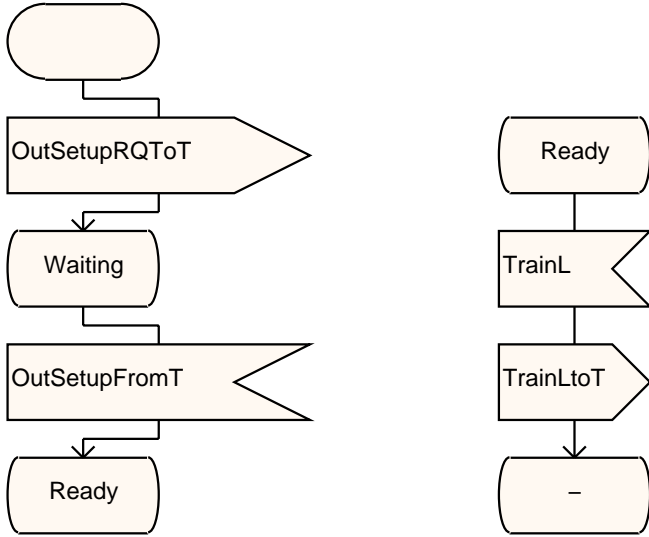 OutSetupRQToT
Waiting
OutSetupFromT
Ready
Ready
TrainL
TrainLtoT
–